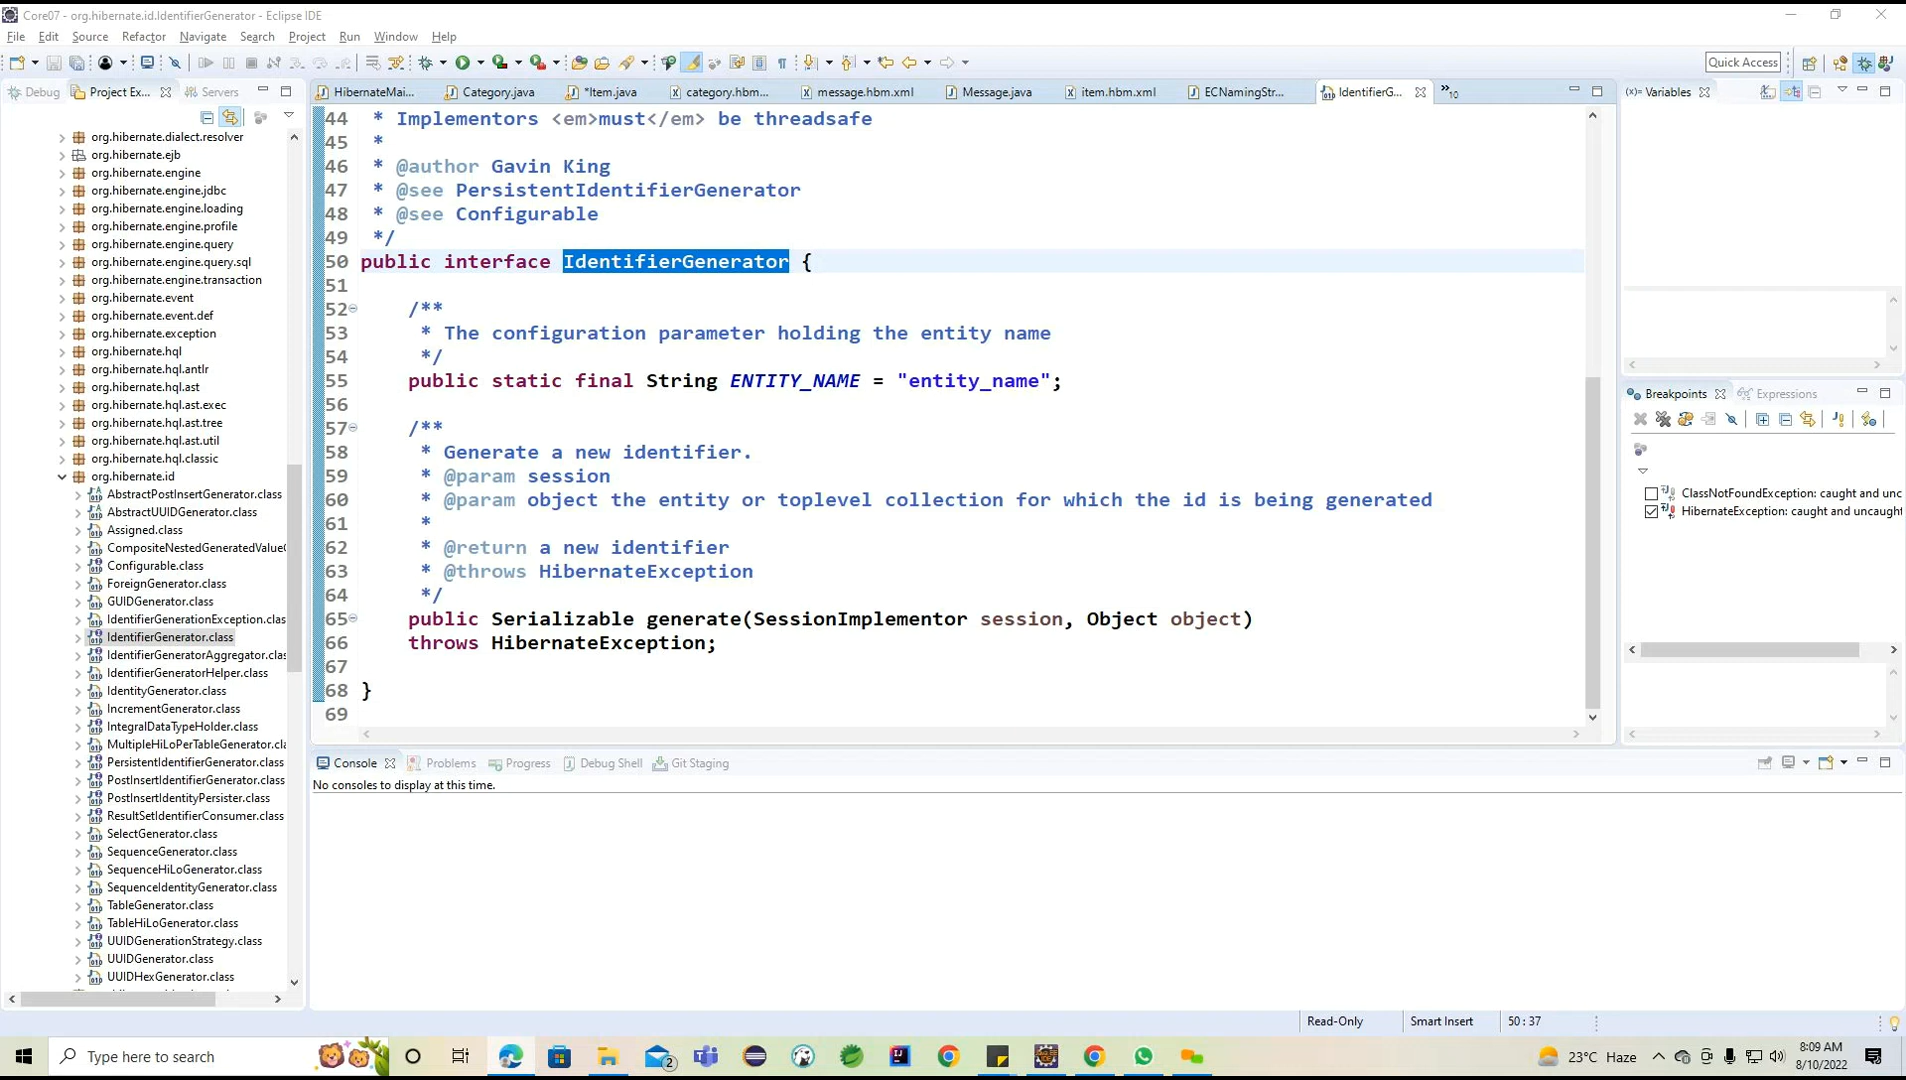 Core07 - org.hibernate.id.IdentifierGenerator - Eclipse IDE
File Edit Source Refactor Navigate Search Project Run Window Help
Quick Access
Debug Project Ex... Servers
org.hibernate.dialect.resolver
org.hibernate.ejb
org.hibernate.engine
org.hibernate.engine.jdbc
org.hibernate.engine.loading
org.hibernate.engine.profile
org.hibernate.engine.query
org.hibernate.engine.query.sql
org.hibernate.engine.transaction
org.hibernate.event
org.hibernate.event.def
org.hibernate.exception
org.hibernate.hql
org.hibernate.hql.antlr
org.hibernate.hql.ast
org.hibernate.hql.ast.exec
org.hibernate.hql.ast.tree
org.hibernate.hql.ast.util
org.hibernate.hql.classic
org.hibernate.id
AbstractPostInsertGenerator.class
AbstractUUIDGenerator.class
Assigned.class
CompositeNestedGeneratedValueG
Configurable.class
ForeignGenerator.class
GUIDGenerator.class
IdentifierGenerationException.clas
IdentifierGenerator.class
IdentifierGeneratorAggregator.clas
IdentifierGeneratorHelper.class
IdentityGenerator.class
IncrementGenerator.class
IntegralDataTypeHolder.class
MultipleHiLoPerTableGenerator.cla
PersistentIdentifierGenerator.class
PostInsertIdentifierGenerator.class
PostInsertIdentityPersister.class
ResultSetIdentifierConsumer.class
SelectGenerator.class
SequenceGenerator.class
SequenceHiLoGenerator.class
SequenceIdentityGenerator.class
TableGenerator.class
TableHiLoGenerator.class
UUIDGenerationStrategy.class
UUIDGenerator.class
UUIDHexGenerator.class
HibernateMai... Category.java *Item.java category.hbm... message.hbm.xml Message.java item.hbm.xml ECNamingStr... IdentifierG... »10
44 * Implementors <em>must</em> be threadsafe
45 *
46 * @author Gavin King
47 * @see PersistentIdentifierGenerator
48 * @see Configurable
49 */
50 public interface IdentifierGenerator {
51
52 /**
53 * The configuration parameter holding the entity name
54 */
55 public static final String ENTITY_NAME = "entity_name";
56
57 /**
58 * Generate a new identifier.
59 * @param session
60 * @param object the entity or toplevel collection for which the id is being generated
61 *
62 * @return a new identifier
63 * @throws HibernateException
64 */
65 public Serializable generate(SessionImplementor session, Object object)
66 throws HibernateException;
67
68 }
69
Console Problems Progress Debug Shell Git Staging
No consoles to display at this time.
(x)= Variables
Breakpoints Expressions
ClassNotFoundException: caught and unc
HibernateException: caught and uncaught
Read-Only Smart Insert 50 : 37
Type here to search
2
23°C Haze
8:09 AM
8/10/2022